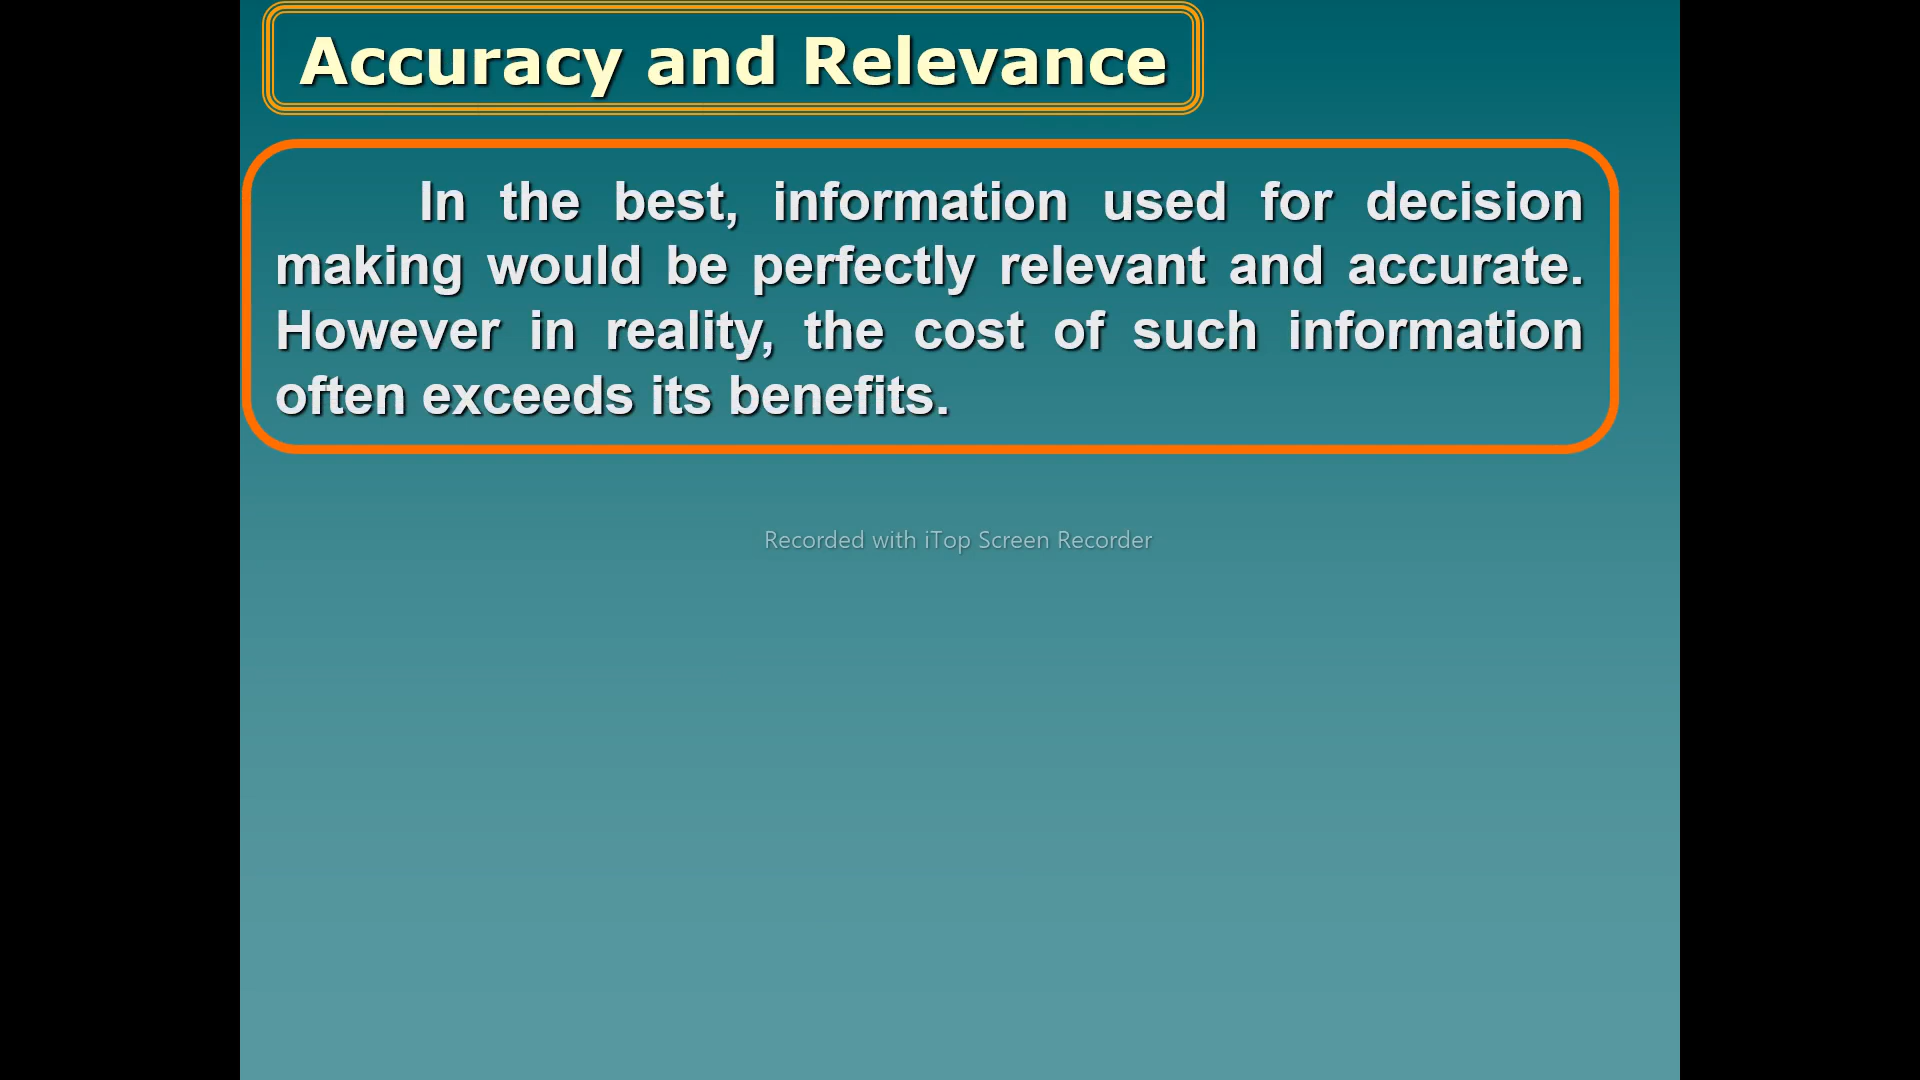 Accuracy and Relevance
In the best, information used for decision
making would be perfectly relevant and accurate.
However in reality, the cost of such information
often exceeds its benefits.
Recorded with iTop Screen Recorder